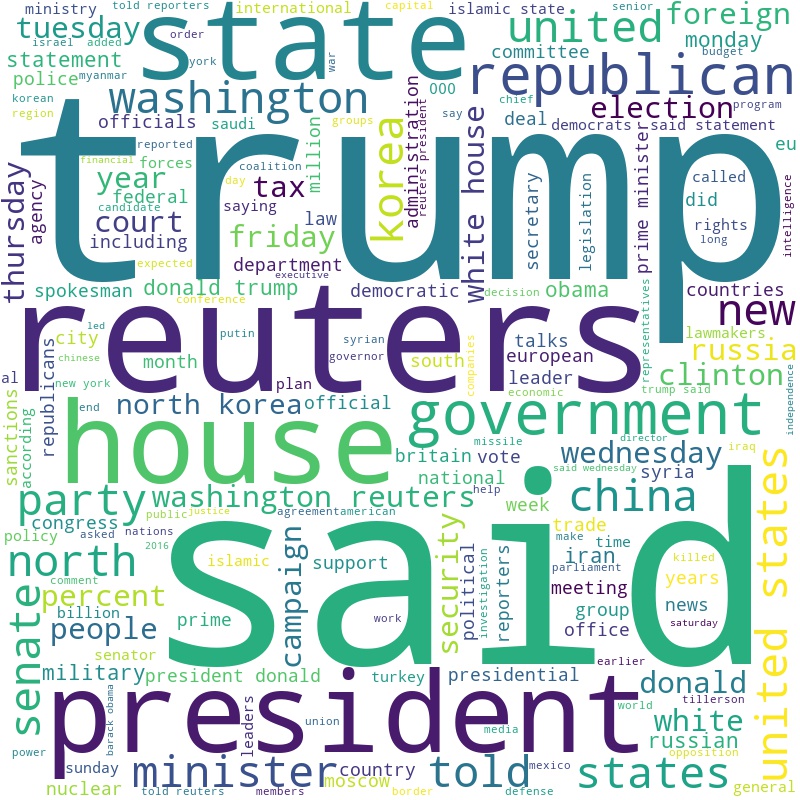 ministry
told reporters
international
capital
islamic state
senior
foreign
tuesday
state
united
order
israel
added
monday
budget
statement
york
war
committee
republican
police
myanmar
washington
000
korean
groups
say
chief
deal
election
program
region
officials
saudi
million
korea
administration
reuters president
white house
democrats
said statement
trump
reported
eu
financial
coalition
thursday
agency
year
forces
day
tax
law
secretary
legislation
prime minister
called
did
intelligence
federal
candidate
saying
rights
court
friday
long
including
expected
department
executive
spokesman
donald trump
conference
democratic
decision
obama
countries
reuters
new
led
putin
syrian
governor
talks
representatives
lawmakers
city
chinese
month
south
companies
european
russia
al
republicans
new york
plan
leader
economic
clinton
trump said
independence
sanctions
according
end
north korea
official
house
government
missile
director
britain
vote
wednesday
iraq
national
said wednesday
syria
party
washington reuters
help
week
china
united states
congress
public
justice
agreement
american
security
trade
policy
asked
nations
2016
campaign
political
investigation
reporters
make
time
north
islamic
support
iran
parliament
killed
comment
said
meeting
years
senate
percent
group
news
billion
prime
work
office
saturday
people
senator
earlier
military
president donald
turkey
presidential
donald
tillerson
president
barack obama
leaders
union
media
world
white
power
russian
opposition
sunday
minister
country
told
mexico
states
nuclear
told reuters
members
moscow
border
defense
general